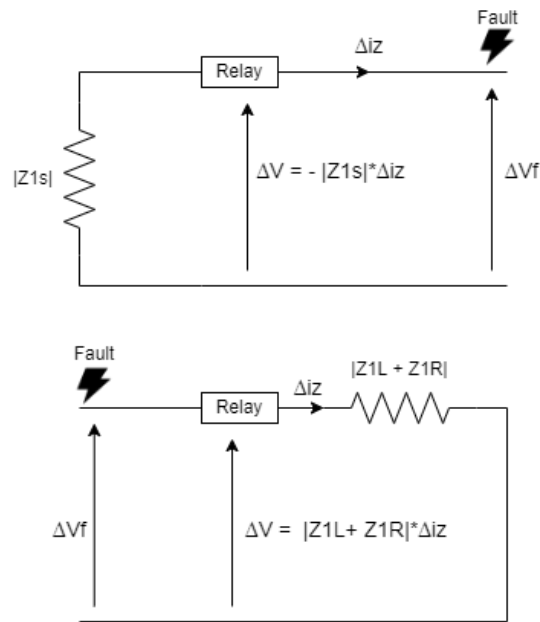 Fault
Δiz
Relay
|Z1s|
ΔV = - |Z1s|*Δiz
ΔVf
Fault
|Z1L + Z1R|
Δiz
Relay
ΔVf
ΔV = |Z1L+ Z1R|*Δiz